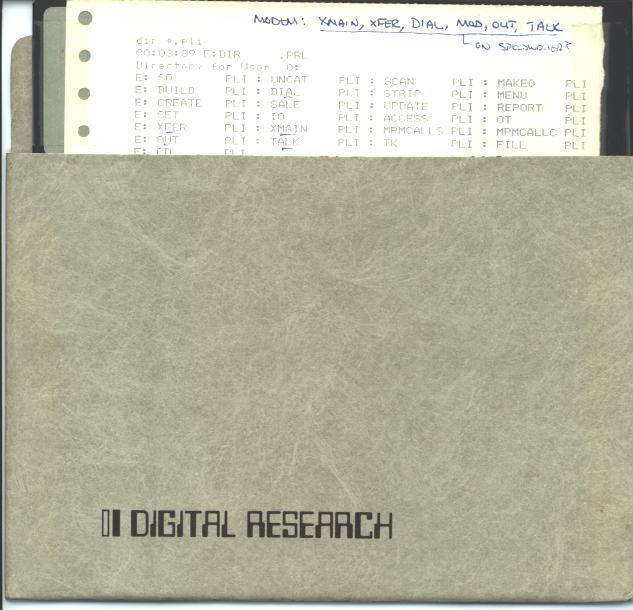 MODEM: XMAIN, XFER, DIAL, MOD, OUT, TALK
ON SPEEDWRITER?
dir *.pli
00:03:39 E:DIR .PRL
Directory for User 0:
E: SO PLI : UNCAT PLI : SCAN PLI : MAKEO PLI
E: BUILD PLI : DIAL PLI : STRIP PLI : MENU PLI
E: CREATE PLI : SALE PLI : UPDATE PLI : REPORT PLI
E: SET PLI : IO PLI : ACCESS PLI : OT PLI
E: XFER PLI : XMAIN PLI : MPMCALLS PLI : MPMCALLC PLI
E: OUT PLI : TALK PLI : TK PLI : FILL PLI
E: CD PLI
DIGITAL RESEARCH